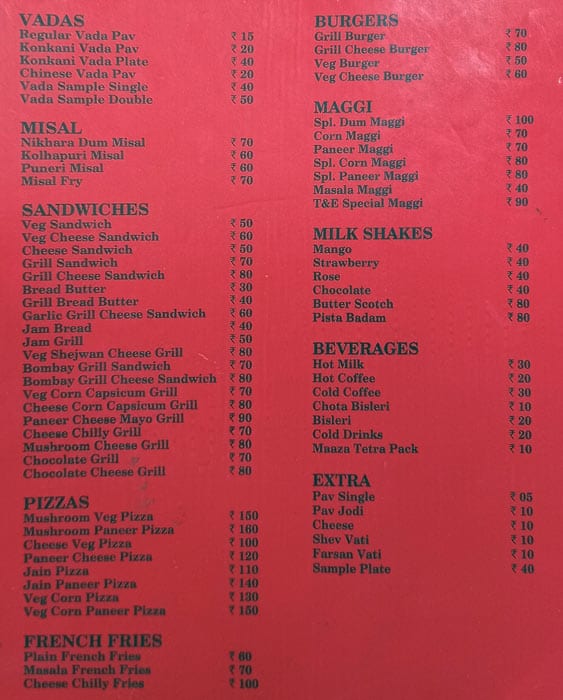 VADAS
Regular Vada Pav ₹ 15
Konkani Vada Pav ₹ 20
Konkani Vada Plate ₹ 40
Chinese Vada Pav ₹ 20
Vada Sample Single ₹ 40
Vada Sample Double ₹ 50
MISAL
Nikhara Dum Misal ₹ 70
Kolhapuri Misal ₹ 60
Puneri Misal ₹ 60
Misal Fry ₹ 70
SANDWICHES
Veg Sandwich ₹ 50
Veg Cheese Sandwich ₹ 60
Cheese Sandwich ₹ 50
Grill Sandwich ₹ 70
Grill Cheese Sandwich ₹ 80
Bread Butter ₹ 30
Grill Bread Butter ₹ 40
Garlic Grill Cheese Sandwich ₹ 60
Jam Bread ₹ 40
Jam Grill ₹ 50
Veg Shejwan Cheese Grill ₹ 80
Bombay Grill Sandwich ₹ 70
Bombay Grill Cheese Sandwich ₹ 80
Veg Corn Capsicum Grill ₹ 70
Cheese Corn Capsicum Grill ₹ 80
Paneer Cheese Mayo Grill ₹ 90
Cheese Chilly Grill ₹ 70
Mushroom Cheese Grill ₹ 80
Chocolate Grill ₹ 70
Chocolate Cheese Grill ₹ 80
PIZZAS
Mushroom Veg Pizza ₹ 150
Mushroom Paneer Pizza ₹ 160
Cheese Veg Pizza ₹ 100
Paneer Cheese Pizza ₹ 120
Jain Pizza ₹ 110
Jain Paneer Pizza ₹ 140
Veg Corn Pizza ₹ 130
Veg Corn Paneer Pizza ₹ 150
FRENCH FRIES
Plain French Fries ₹ 60
Masala French Fries ₹ 70
Cheese Chilly Fries ₹ 100
BURGERS
Grill Burger ₹ 70
Grill Cheese Burger ₹ 80
Veg Burger ₹ 50
Veg Cheese Burger ₹ 60
MAGGI
Spl. Dum Maggi ₹ 100
Corn Maggi ₹ 70
Paneer Maggi ₹ 70
Spl. Corn Maggi ₹ 80
Spl. Paneer Maggi ₹ 80
Masala Maggi ₹ 40
T&E Special Maggi ₹ 90
MILK SHAKES
Mango ₹ 40
Strawberry ₹ 40
Rose ₹ 40
Chocolate ₹ 40
Butter Scotch ₹ 80
Pista Badam ₹ 80
BEVERAGES
Hot Milk ₹ 30
Hot Coffee ₹ 20
Cold Coffee ₹ 30
Chota Bisleri ₹ 10
Bisleri ₹ 20
Cold Drinks ₹ 20
Maaza Tetra Pack ₹ 10
EXTRA
Pav Single ₹ 05
Pav Jodi ₹ 10
Cheese ₹ 10
Shev Vati ₹ 10
Farsan Vati ₹ 10
Sample Plate ₹ 40